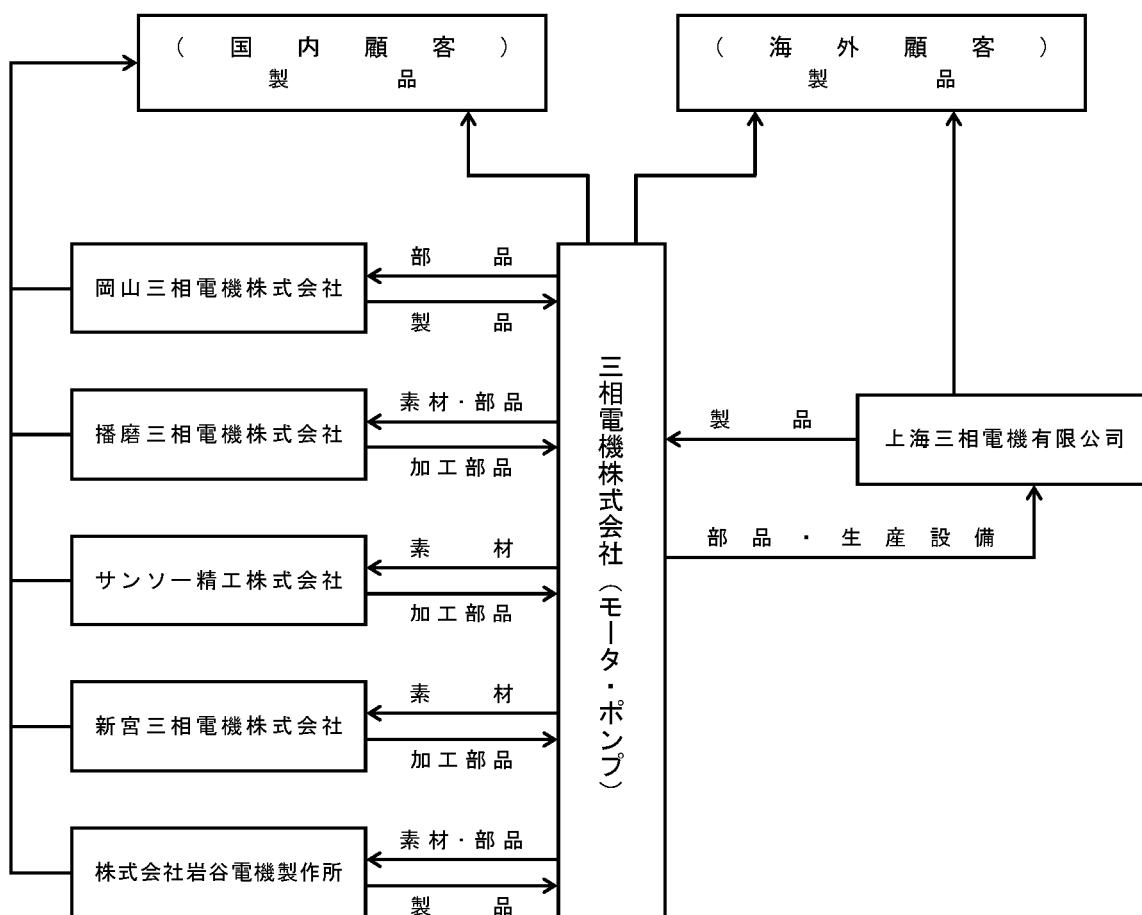 (国内顧客)
製品
(海外顧客)
製品
部品
岡山三相電機株式会社
製品
素材・部品
播磨三相電機株式会社
加工部品
素材
サンソー精工株式会社
加工部品
素材
新宮三相電機株式会社
加工部品
素材・部品
株式会社岩谷電機製作所
製品
三相電機株式会社(モータ・ポンプ)
製品
上海三相電機有限公司
部品・生産設備